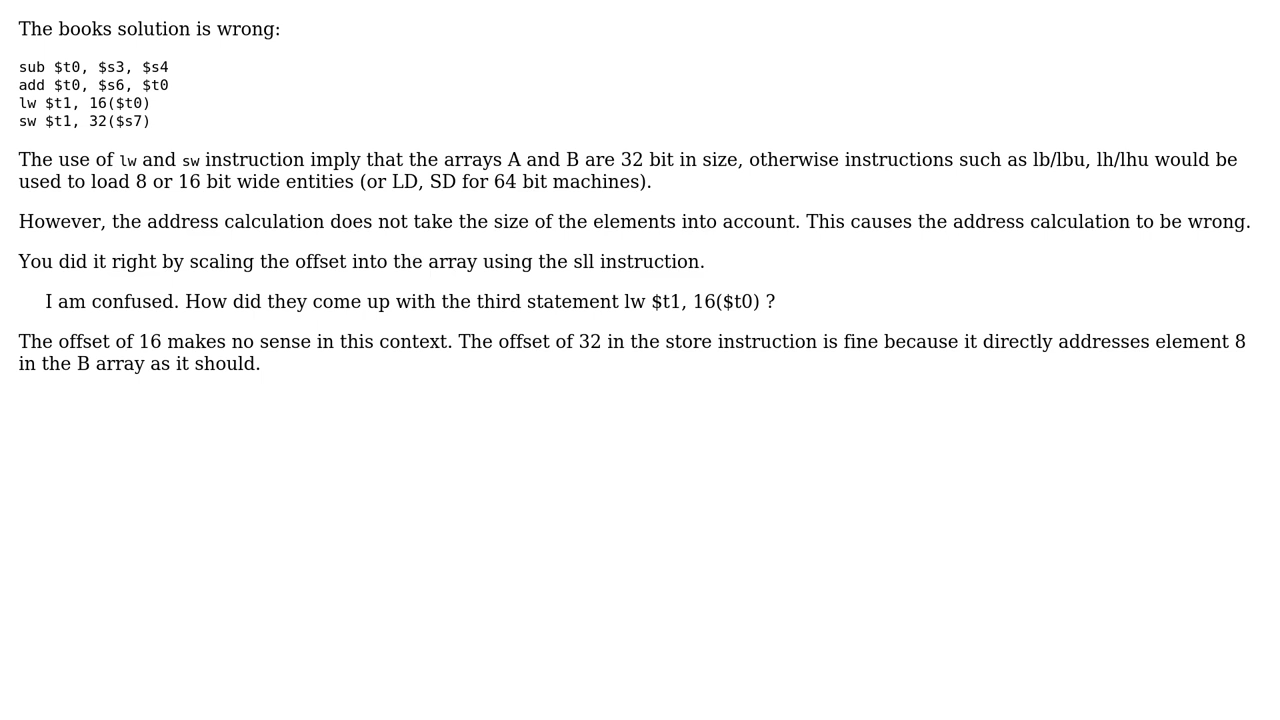 The books solution is wrong:
sub $t0, $s3, $s4
add $t0, $s6, $t0
lw $t1, 16($t0)
sw $t1, 32($s7)
The use of lw and sw instruction imply that the arrays A and B are 32 bit in size, otherwise instructions such as lb/lbu, lh/lhu would be
used to load 8 or 16 bit wide entities (or LD, SD for 64 bit machines).
However, the address calculation does not take the size of the elements into account. This causes the address calculation to be wrong.
You did it right by scaling the offset into the array using the sll instruction.
I am confused. How did they come up with the third statement lw $t1, 16($t0) ?
The offset of 16 makes no sense in this context. The offset of 32 in the store instruction is fine because it directly addresses element 8
in the B array as it should.